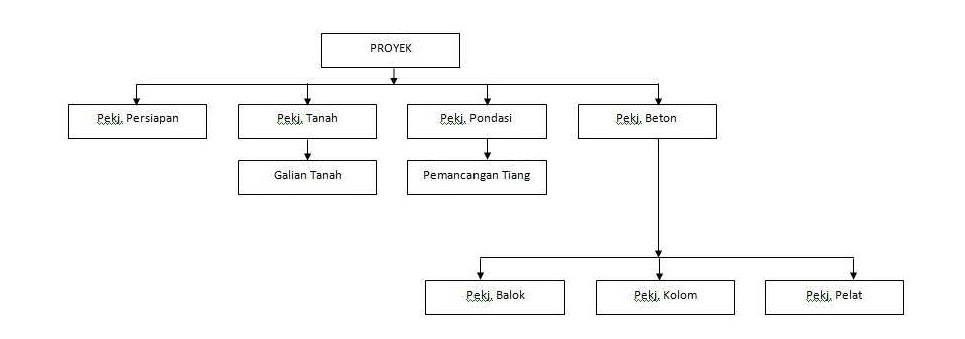 PROYEK
Pekj. Persiapan
Pekj. Tanah
Pekj. Pondasi
Pekj. Beton
Galian Tanah
Pemancangan Tiang
Pekj. Balok
Pekj. Kolom
Pekj. Pelat